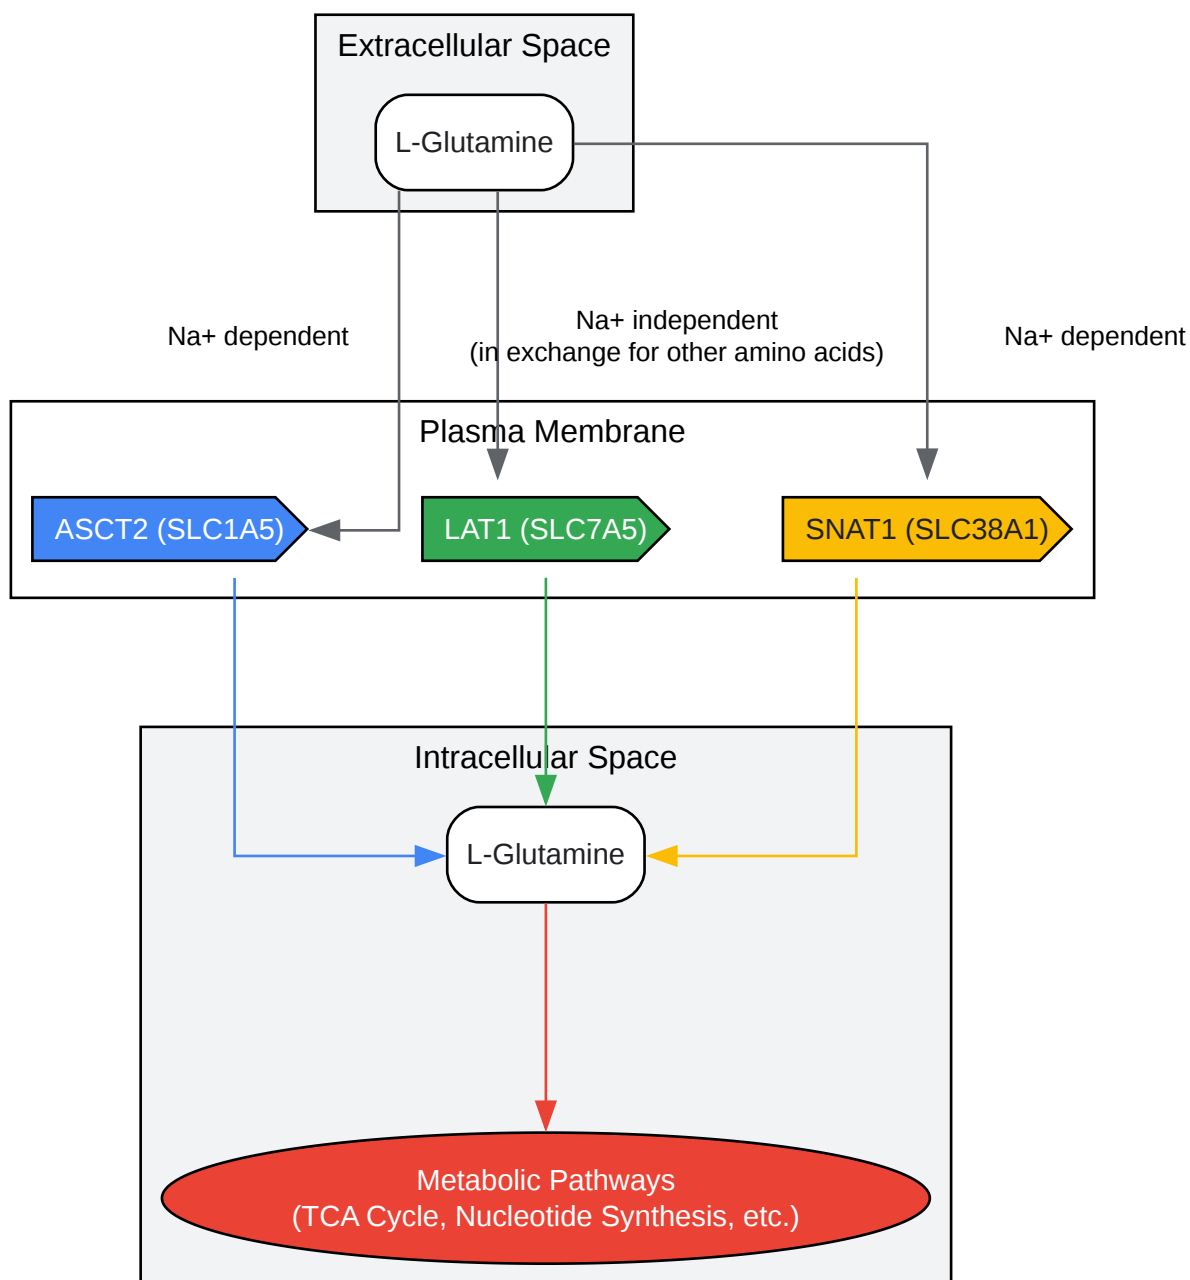 Extracellular Space
L-Glutamine
Na+ dependent
Na+ independent
(in exchange for other amino acids)
Na+ dependent
Plasma Membrane
ASCT2 (SLC1A5)
LAT1 (SLC7A5)
SNAT1 (SLC38A1)
Intracellular Space
L-Glutamine
Metabolic Pathways
(TCA Cycle, Nucleotide Synthesis, etc.)